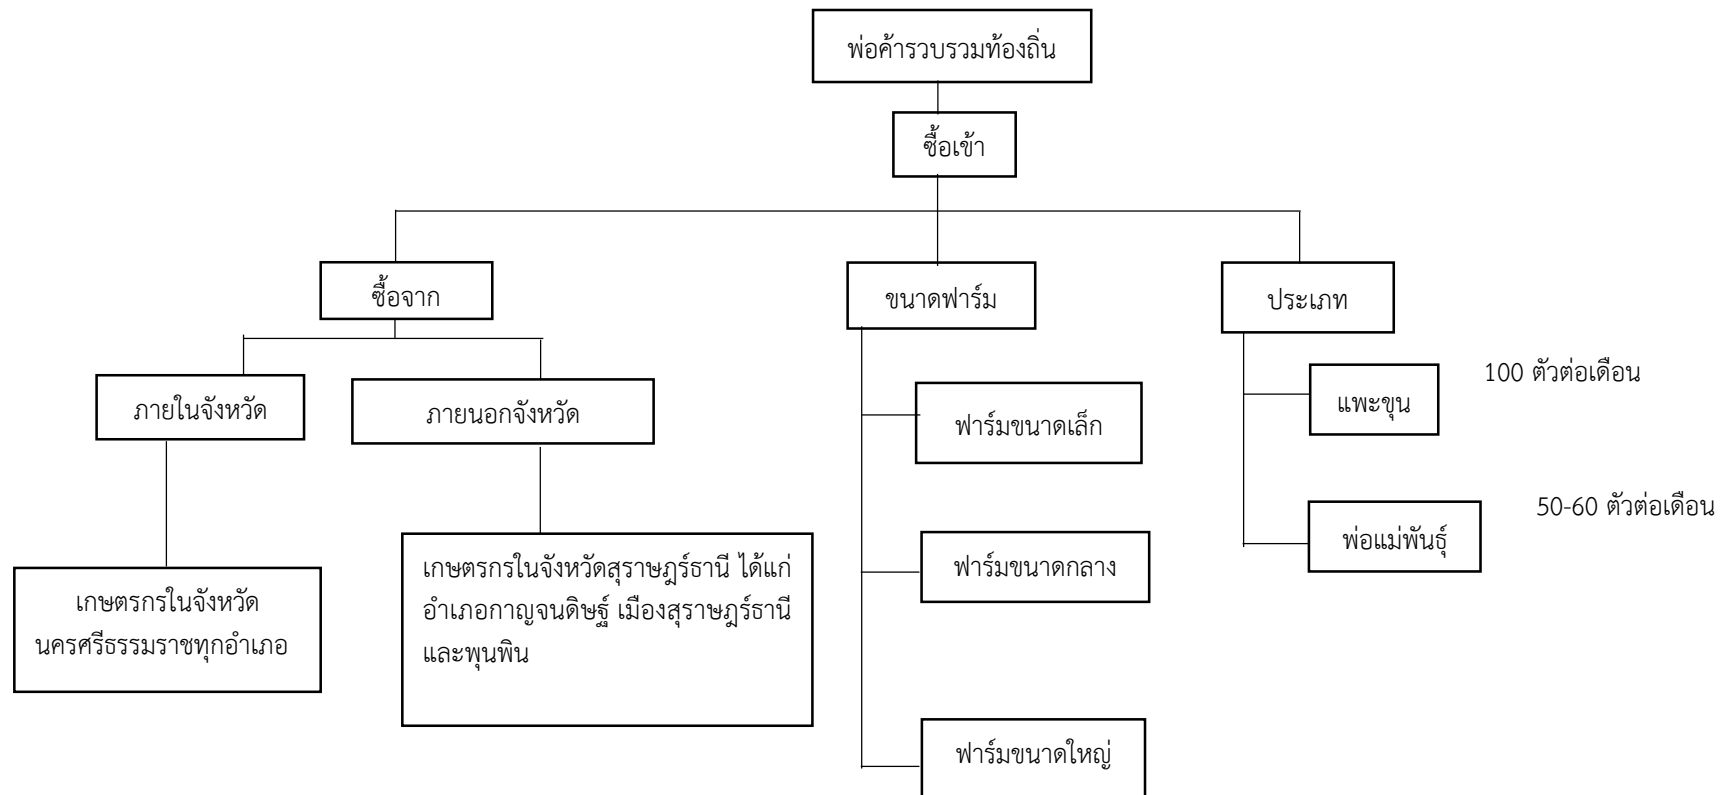 พ่อค้ารวบรวมท้องถิ่น
ซื้อเข้า
ซื้อจาก
ขนาดฟาร์ม
ประเภท
ภายในจังหวัด
ภายนอกจังหวัด
เกษตรกรในจังหวัด
นครศรีธรรมราชทุกอำเภอ
เกษตรกรในจังหวัดสุราษฎร์ธานี ได้แก่
อำเภอกาญจนดิษฐ์ เมืองสุราษฎร์ธานี
และพุนพิน
ฟาร์มขนาดเล็ก
ฟาร์มขนาดกลาง
ฟาร์มขนาดใหญ่
แพะขุน
100 ตัวต่อเดือน
พ่อแม่พันธุ์
50-60 ตัวต่อเดือน